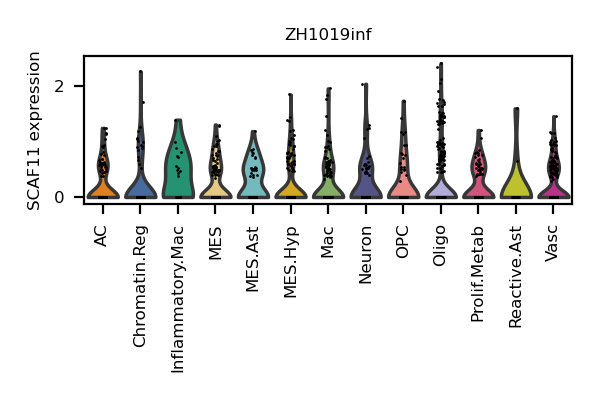 ZH1019inf
SCAF11 expression
2
0
AC
Chromatin.Reg
Inflammatory.Mac
MES
MES.Ast
MES.Hyp
Mac
Neuron
OPC
Oligo
Prolif.Metab
Reactive.Ast
Vasc